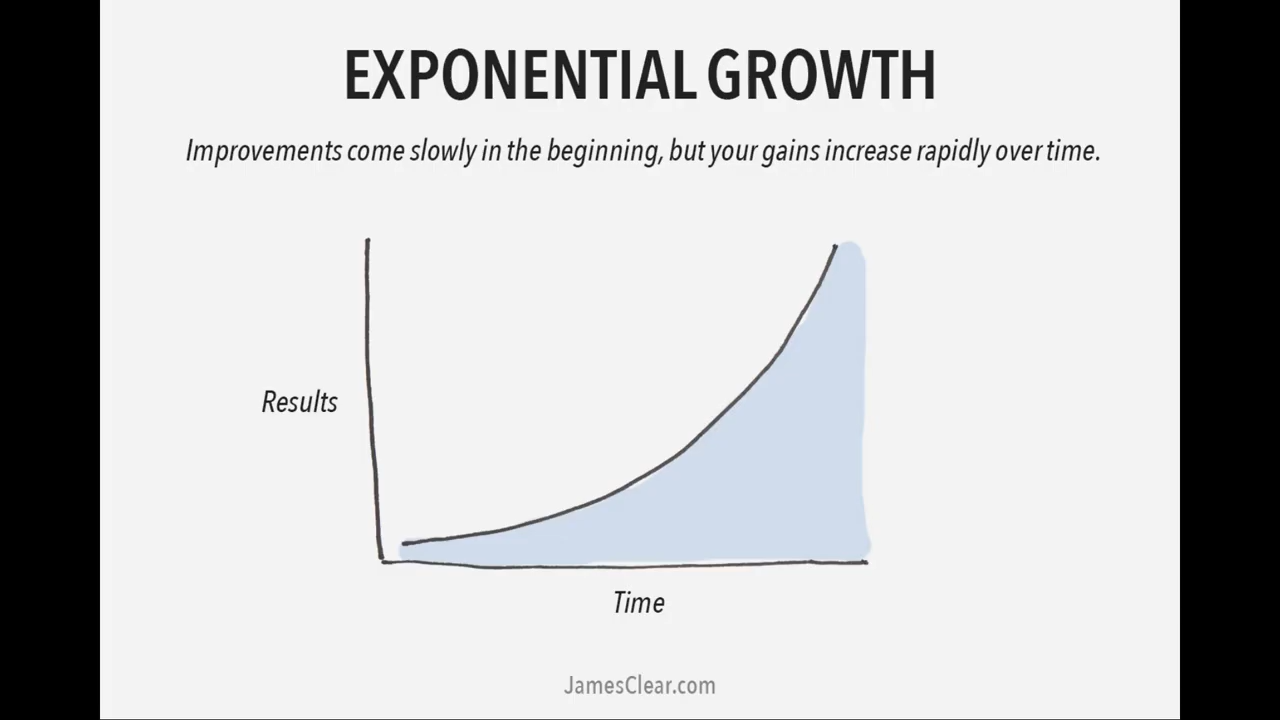 EXPONENTIAL GROWTH
Improvements come slowly in the beginning, but your gains increase rapidly over time.
Results
Time
JamesClear.com